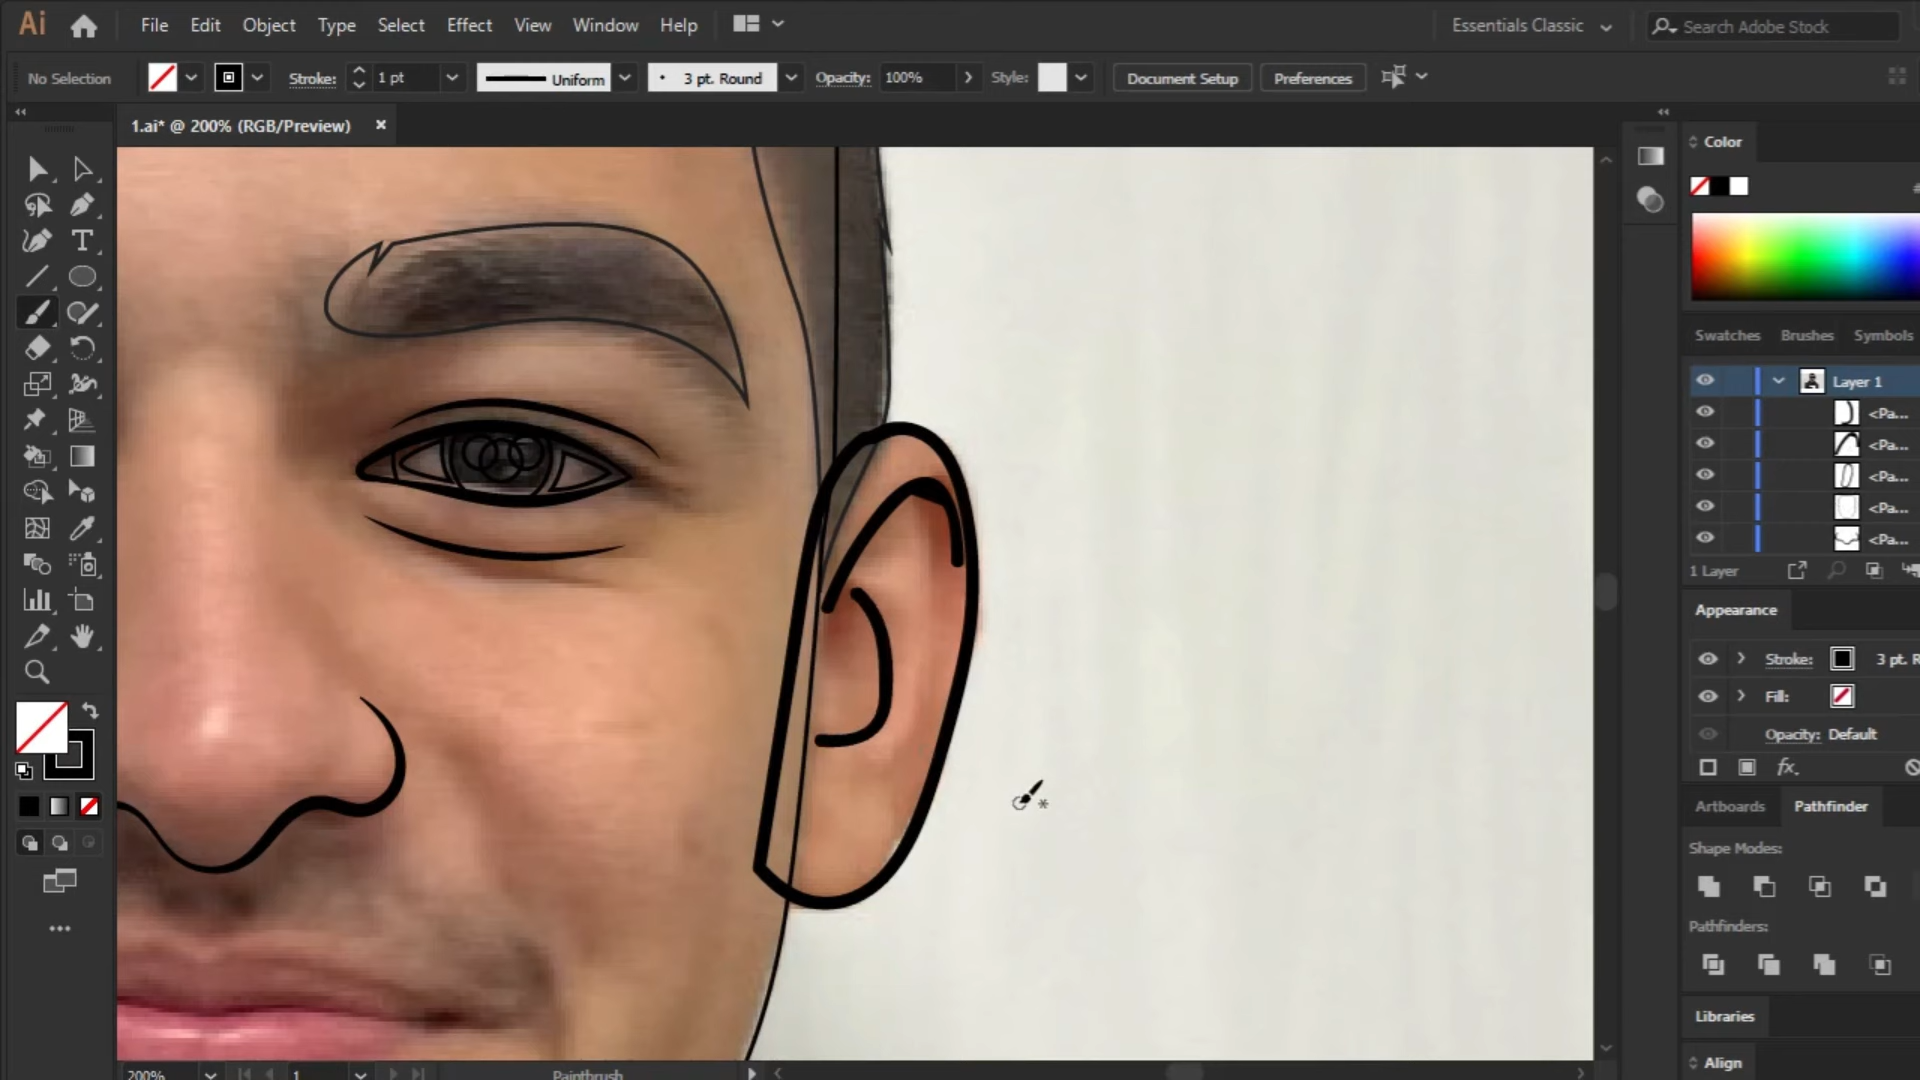 Ai File Edit Object Type Select Effect View Window Help Essentials Classic Search Adobe Stock
No Selection Stroke: 1 pt Uniform 3 pt. Round Opacity: 100% Style: Document Setup Preferences
1.ai* @ 200% (RGB/Preview)
Color
Swatches Brushes Symbols
Layer 1
<Pa...
<Pa...
<Pa...
<Pa...
<Pa...
1 Layer
Appearance
Stroke: 3 pt. R
Fill:
Opacity: Default
fx.
Artboards Pathfinder
Shape Modes:
Pathfinders:
Libraries
Align
200% 1 Paintbrush